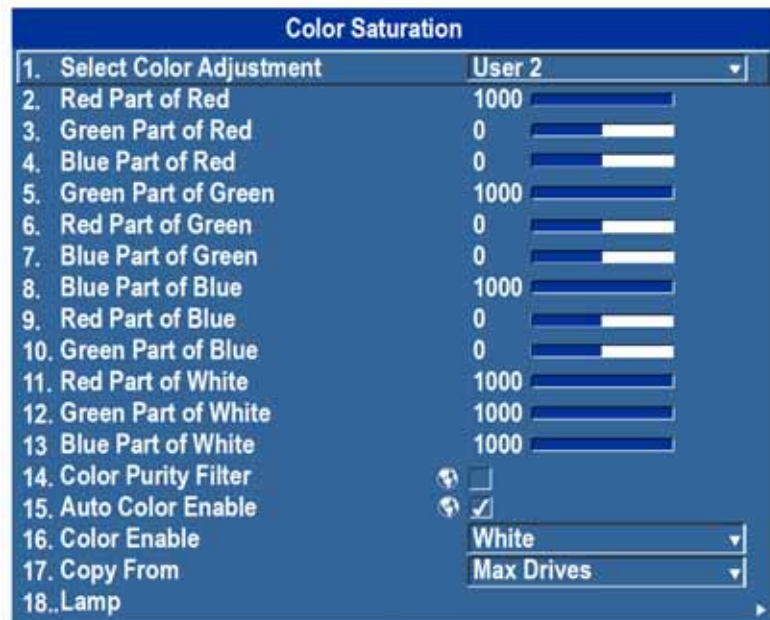 Color Saturation
1. Select Color Adjustment User 2
2. Red Part of Red 1000
3. Green Part of Red 0
4. Blue Part of Red 0
5. Green Part of Green 1000
6. Red Part of Green 0
7. Blue Part of Green 0
8. Blue Part of Blue 1000
9. Red Part of Blue 0
10. Green Part of Blue 0
11. Red Part of White 1000
12. Green Part of White 1000
13 Blue Part of White 1000
14. Color Purity Filter
15. Auto Color Enable
16. Color Enable White
17. Copy From Max Drives
18..Lamp